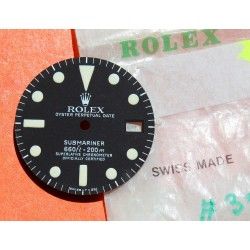 ROLEX
ROLEX
OYSTER PERPETUAL DATE
SUBMARINER
660ft = 200m
SUPERLATIVE CHRONOMETER
OFFICIALLY CERTIFIED
SWISS MADE